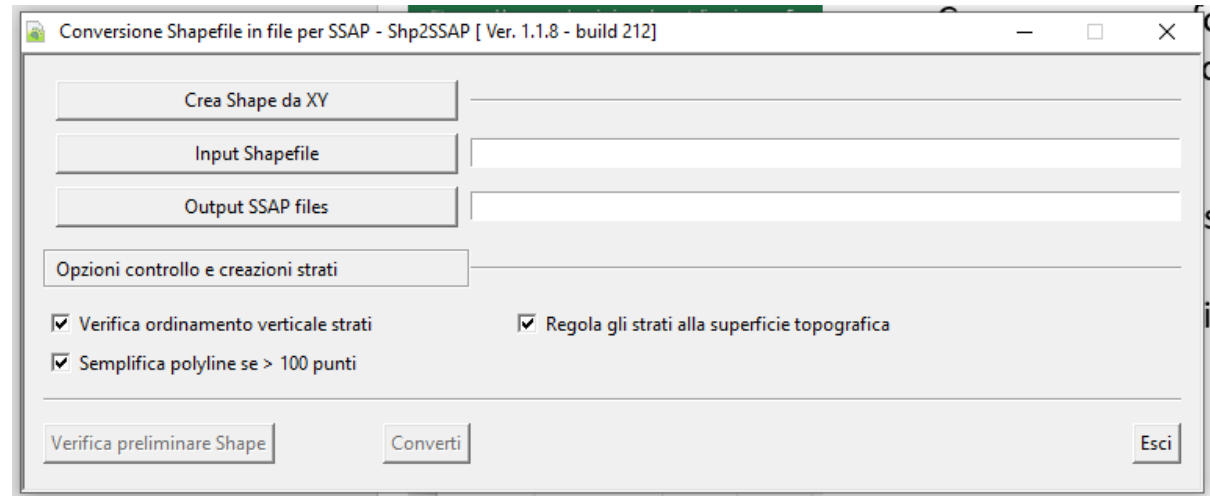 Conversione Shapefile in file per SSAP - Shp2SSAP [ Ver. 1.1.8 - build 212]
Crea Shape da XY
Input Shapefile
Output SSAP files
Opzioni controllo e creazioni strati
Verifica ordinamento verticale strati
Regola gli strati alla superficie topografica
Semplifica polyline se > 100 punti
Verifica preliminare Shape
Converti
Esci